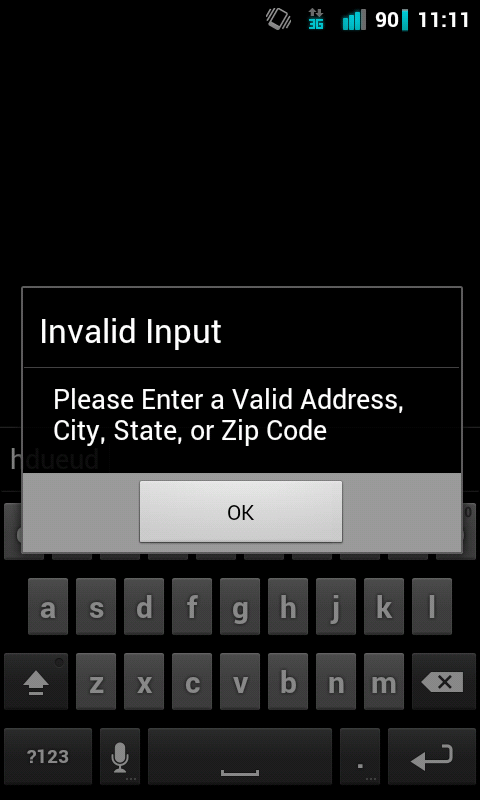 3G 90 11:11
Invalid Input
Please Enter a Valid Address,
City, State, or Zip Code
hdueud
OK
a s d f g h j k l
z x c v b n m
?123 .